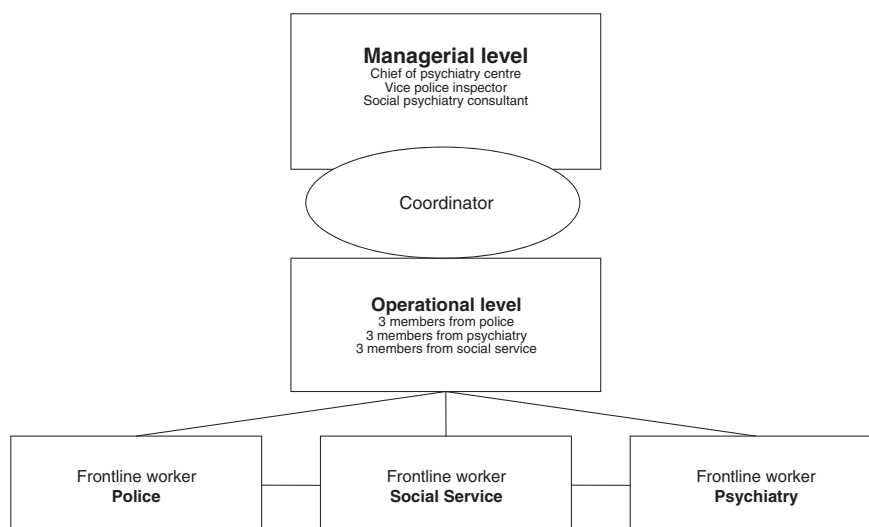 Managerial level
Chief of psychiatry centre
Vice police inspector
Social psychiatry consultant
Coordinator
Operational level
3 members from police
3 members from psychiatry
3 members from social service
Frontline worker
Police
Frontline worker
Social Service
Frontline worker
Psychiatry